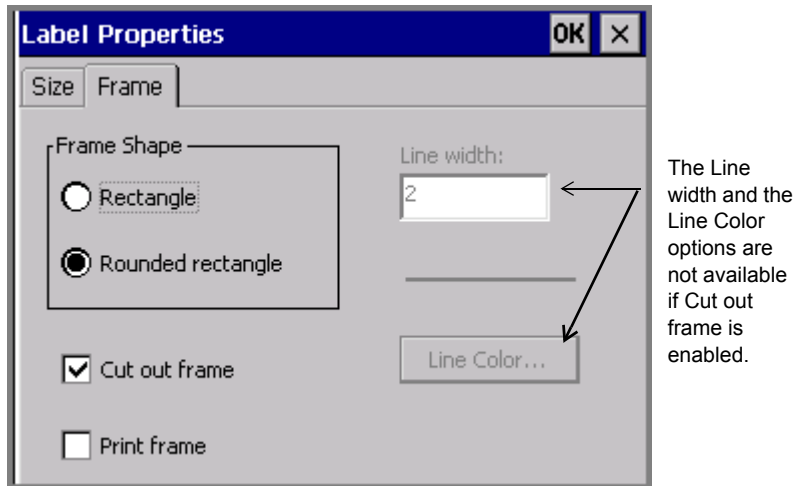 Label Properties
OK
Size
Frame
Frame Shape
Rectangle
Rounded rectangle
Cut out frame
Print frame
Line width:
2
Line Color...
The Line
width and the
Line Color
options are
not available
if Cut out
frame is
enabled.